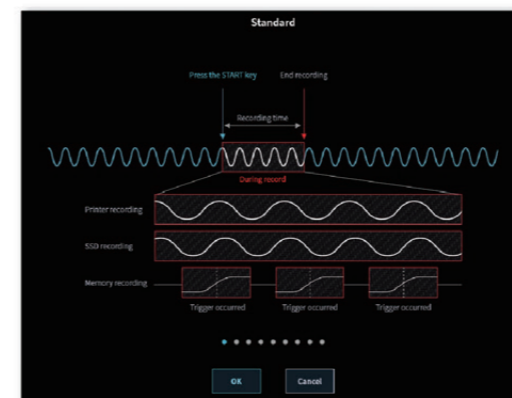 Standard
Press the START key End recording
Recording time
During record
Printer recording
SSD recording
Memory recording
Trigger occurred Trigger occurred Trigger occurred
OK Cancel